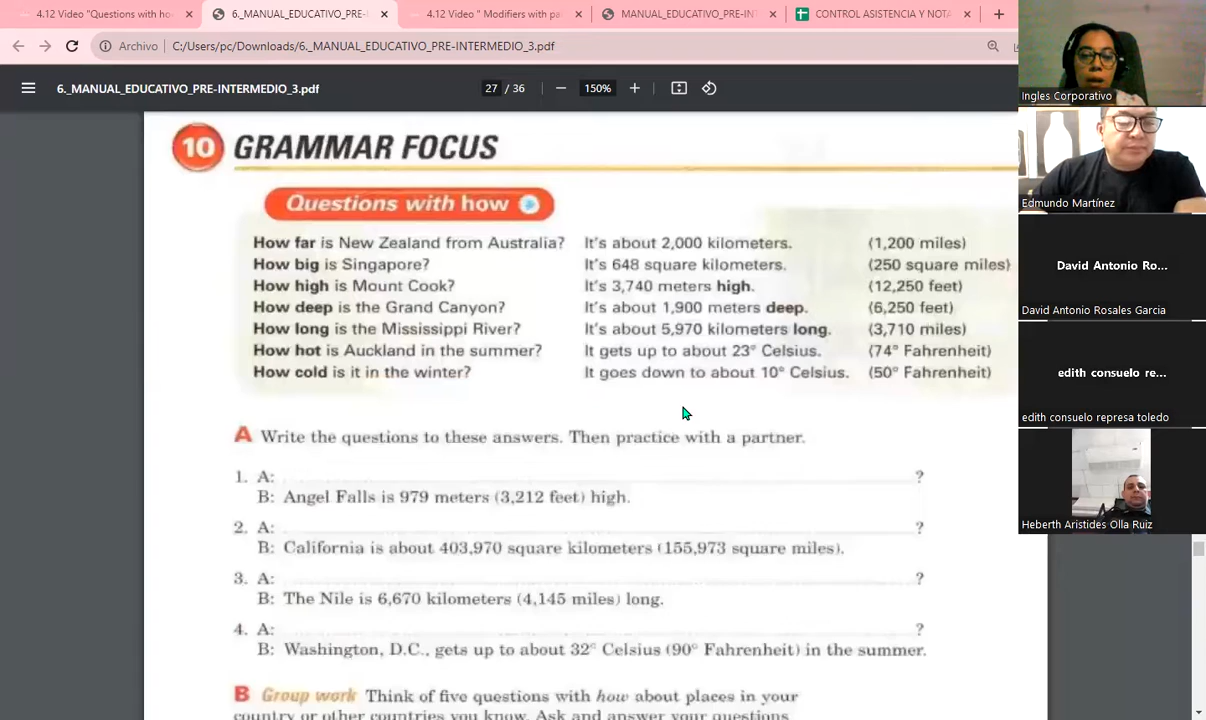 4.12 Video "Questions with ho
6._MANUAL_EDUCATIVO_PRE-
4.12 Video " Modifiers with pa
MANUAL_EDUCATIVO_PRE-INT
CONTROL ASISTENCIA Y NOTA
Archivo C:/Users/pc/Downloads/6._MANUAL_EDUCATIVO_PRE-INTERMEDIO_3.pdf
6._MANUAL_EDUCATIVO_PRE-INTERMEDIO_3.pdf 27 / 36 150%
10 GRAMMAR FOCUS
Questions with how
How far is New Zealand from Australia? It's about 2,000 kilometers. (1,200 miles)
How big is Singapore? It's 648 square kilometers. (250 square miles)
How high is Mount Cook? It's 3,740 meters high. (12,250 feet)
How deep is the Grand Canyon? It's about 1,900 meters deep. (6,250 feet)
How long is the Mississippi River? It's about 5,970 kilometers long. (3,710 miles)
How hot is Auckland in the summer? It gets up to about 23° Celsius. (74° Fahrenheit)
How cold is it in the winter? It goes down to about 10° Celsius. (50° Fahrenheit)
A Write the questions to these answers. Then practice with a partner.
1. A: ?
B: Angel Falls is 979 meters (3,212 feet) high.
2. A: ?
B: California is about 403,970 square kilometers (155,973 square miles).
3. A: ?
B: The Nile is 6,670 kilometers (4,145 miles) long.
4. A: ?
B: Washington, D.C., gets up to about 32° Celsius (90° Fahrenheit) in the summer.
B Group work Think of five questions with how about places in your
country or other countries you know. Ask and answer your questions
Ingles Corporativo
Edmundo Martínez
David Antonio Ro...
David Antonio Rosales Garcia
edith consuelo re...
edith consuelo represa toledo
Heberth Aristides Olla Ruiz